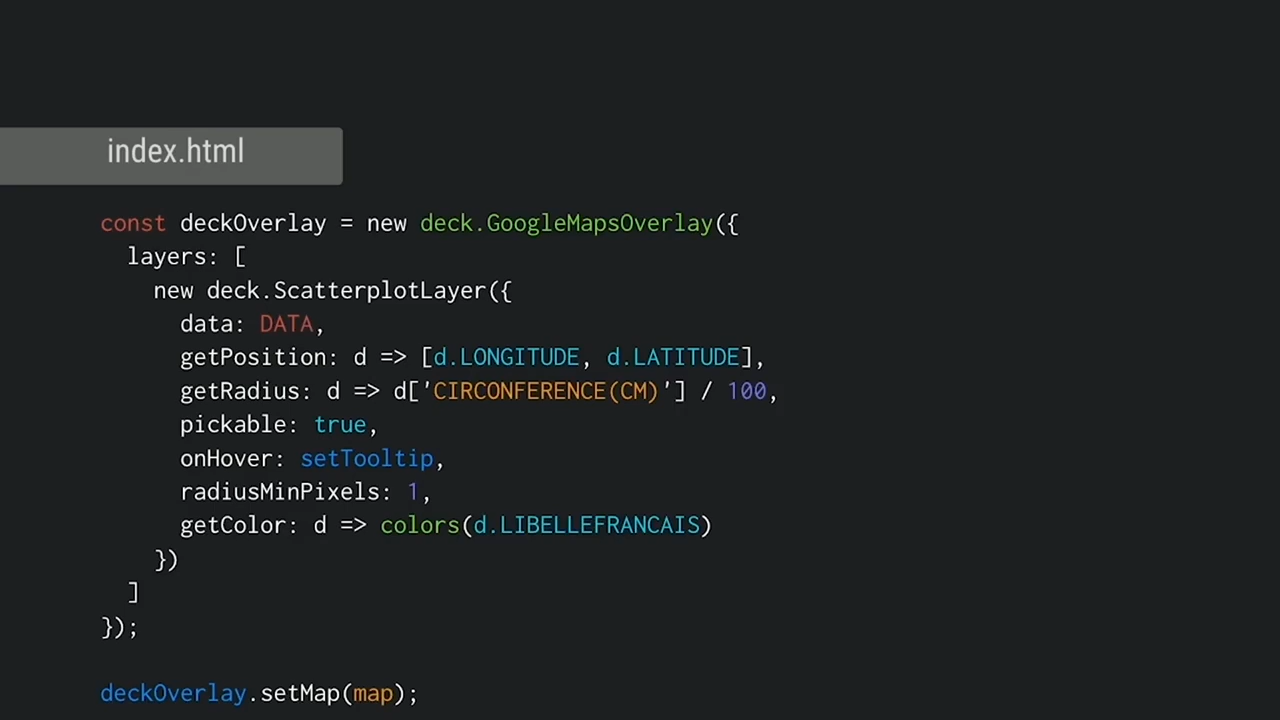 index.html
const deckOverlay = new deck.GoogleMapsOverlay({
  layers: [
    new deck.ScatterplotLayer({
      data: DATA,
      getPosition: d => [d.LONGITUDE, d.LATITUDE],
      getRadius: d => d['CIRCONFERENCE(CM)'] / 100,
      pickable: true,
      onHover: setTooltip,
      radiusMinPixels: 1,
      getColor: d => colors(d.LIBELLEFRANCAIS)
    })
  ]
});
deckOverlay.setMap(map);